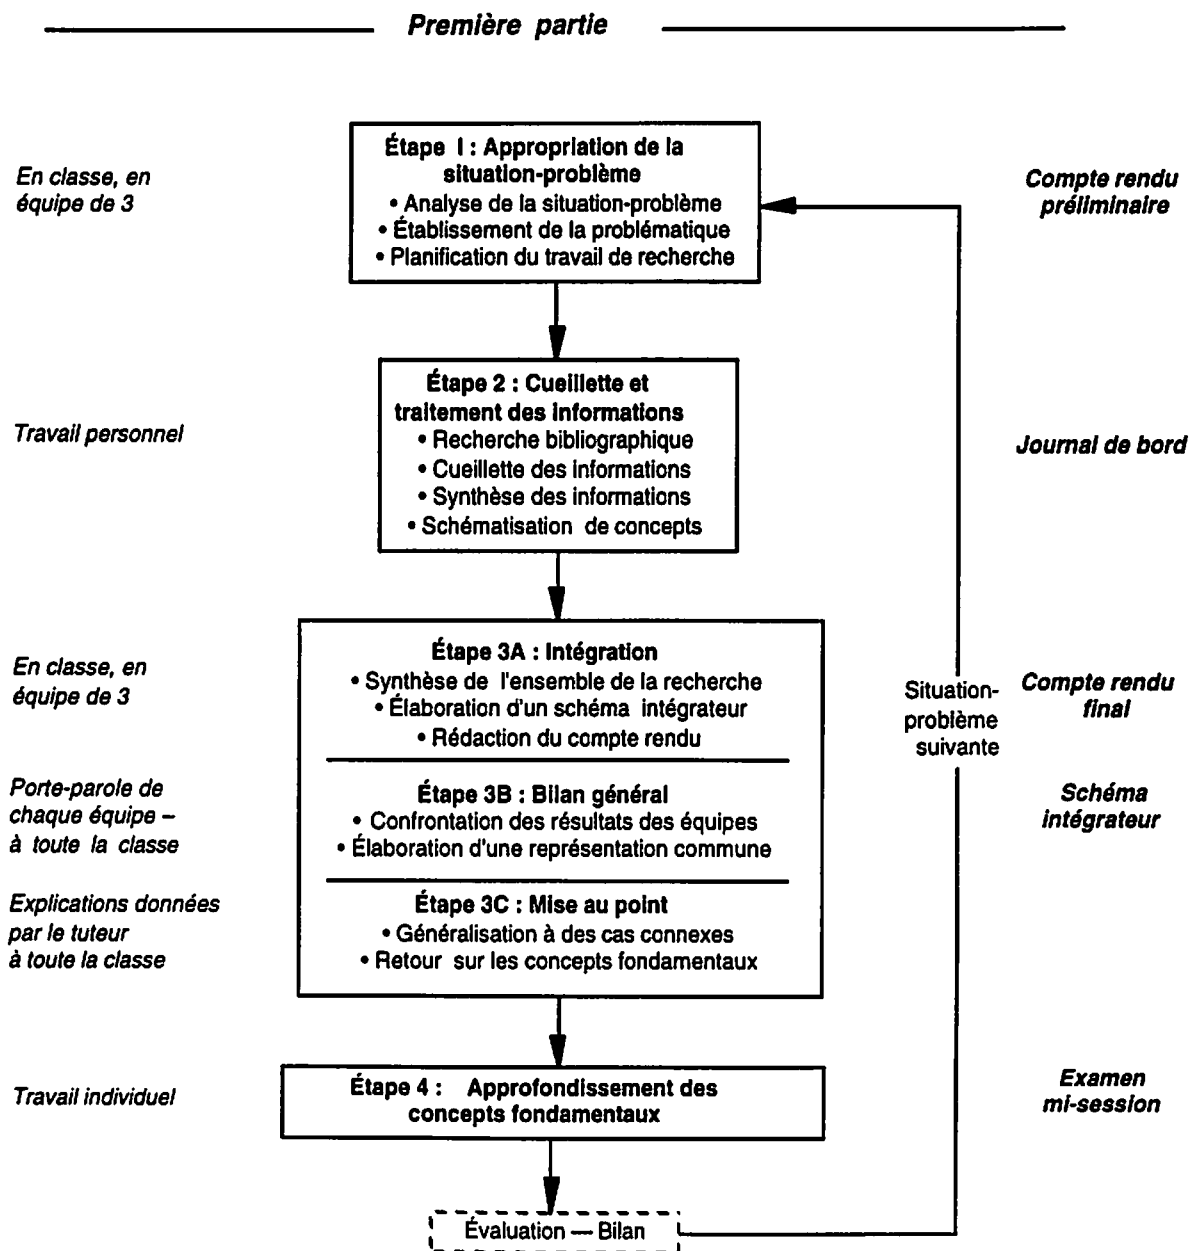 Première partie
En classe, en
équipe de 3
Étape I : Appropriation de la
situation-problème
• Analyse de la situation-problème
• Établissement de la problématique
• Planification du travail de recherche
Compte rendu
préliminaire
Travail personnel
Étape 2 : Cueillette et
traitement des informations
• Recherche bibliographique
• Cueillette des informations
• Synthèse des informations
• Schématisation de concepts
Journal de bord
En classe, en
équipe de 3
Étape 3A : Intégration
• Synthèse de l'ensemble de la recherche
• Élaboration d'un schéma intégrateur
• Rédaction du compte rendu
Situation-
problème
suivante
Compte rendu
final
Porte-parole de
chaque équipe –
à toute la classe
Étape 3B : Bilan général
• Confrontation des résultats des équipes
• Élaboration d'une représentation commune
Schéma
intégrateur
Explications données
par le tuteur
à toute la classe
Étape 3C : Mise au point
• Généralisation à des cas connexes
• Retour sur les concepts fondamentaux
Travail individuel
Étape 4 : Approfondissement des
concepts fondamentaux
Examen
mi-session
Évaluation — Bilan